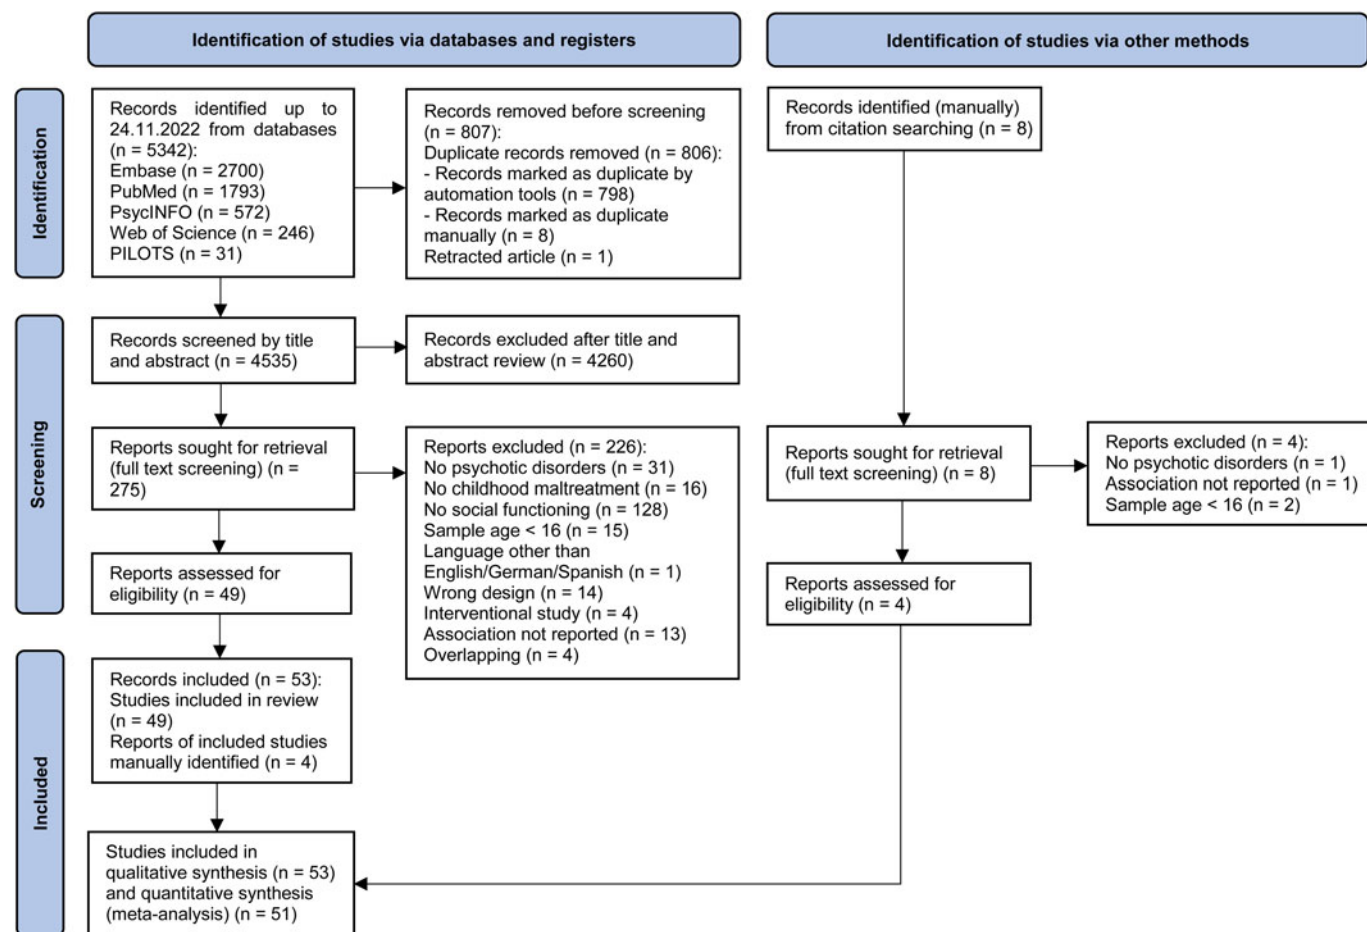 Identification of studies via databases and registers
Identification of studies via other methods
Identification
Records identified up to
24.11.2022 from databases
(n = 5342):
Embase (n = 2700)
PubMed (n = 1793)
PsycINFO (n = 572)
Web of Science (n = 246)
PILOTS (n = 31)
Records removed before screening
(n = 807):
Duplicate records removed (n = 806):
- Records marked as duplicate by
automation tools (n = 798)
- Records marked as duplicate
manually (n = 8)
Retracted article (n = 1)
Records identified (manually)
from citation searching (n = 8)
Screening
Records screened by title
and abstract (n = 4535)
Records excluded after title and
abstract review (n = 4260)
Reports sought for retrieval
(full text screening) (n =
275)
Reports excluded (n = 226):
No psychotic disorders (n = 31)
No childhood maltreatment (n = 16)
No social functioning (n = 128)
Sample age < 16 (n = 15)
Language other than
English/German/Spanish (n = 1)
Wrong design (n = 14)
Interventional study (n = 4)
Association not reported (n = 13)
Overlapping (n = 4)
Reports sought for retrieval
(full text screening) (n = 8)
Reports excluded (n = 4):
No psychotic disorders (n = 1)
Association not reported (n = 1)
Sample age < 16 (n = 2)
Reports assessed for
eligibility (n = 49)
Reports assessed for
eligibility (n = 4)
Included
Records included (n = 53):
Studies included in review
(n = 49)
Reports of included studies
manually identified (n = 4)
Studies included in
qualitative synthesis (n = 53)
and quantitative synthesis
(meta-analysis) (n = 51)